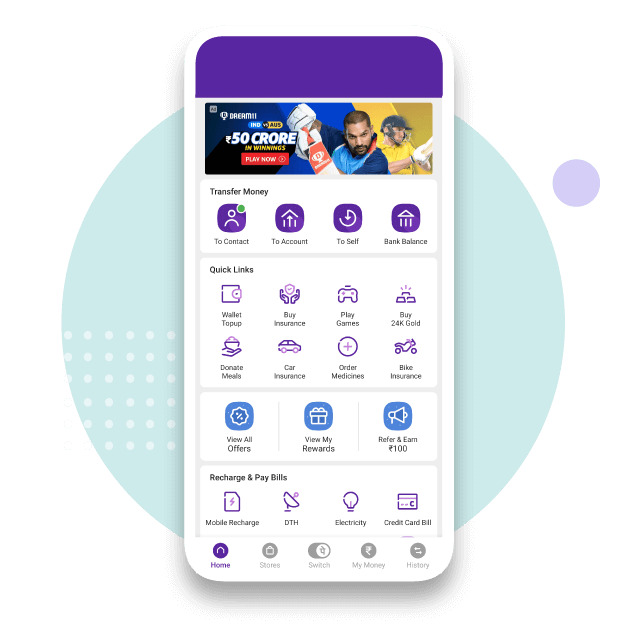 Ad
DREAM11
IND vs AUS
₹50 CRORE
IN WINNINGS
PLAY NOW
Transfer Money
To Contact
To Account
To Self
Bank Balance
Quick Links
Wallet
Topup
Buy
Insurance
Play
Games
Buy
24K Gold
Donate
Meals
Car
Insurance
Order
Medicines
Bike
Insurance
View All
Offers
View My
Rewards
Refer & Earn
₹100
Recharge & Pay Bills
Mobile Recharge
DTH
Electricity
Credit Card Bill
Home
Stores
Switch
My Money
History